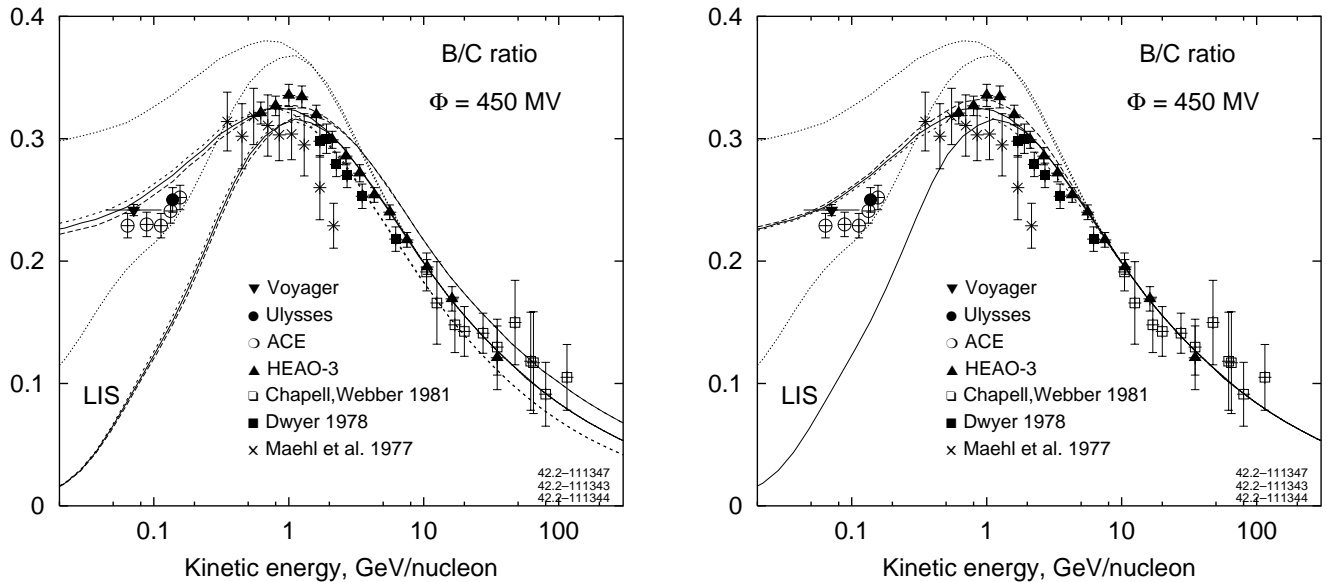 0.4
0.3
0.2
0.1
0
B/C ratio
Φ = 450 MV
LIS
Voyager
Ulysses
ACE
HEAO-3
Chapell,Webber 1981
Dwyer 1978
Maehl et al. 1977
42.2–111347
42.2–111343
42.2–111344
0.1 1 10 100
Kinetic energy, GeV/nucleon
0.4
0.3
0.2
0.1
0
B/C ratio
Φ = 450 MV
LIS
Voyager
Ulysses
ACE
HEAO-3
Chapell,Webber 1981
Dwyer 1978
Maehl et al. 1977
42.2–111347
42.2–111343
42.2–111344
0.1 1 10 100
Kinetic energy, GeV/nucleon